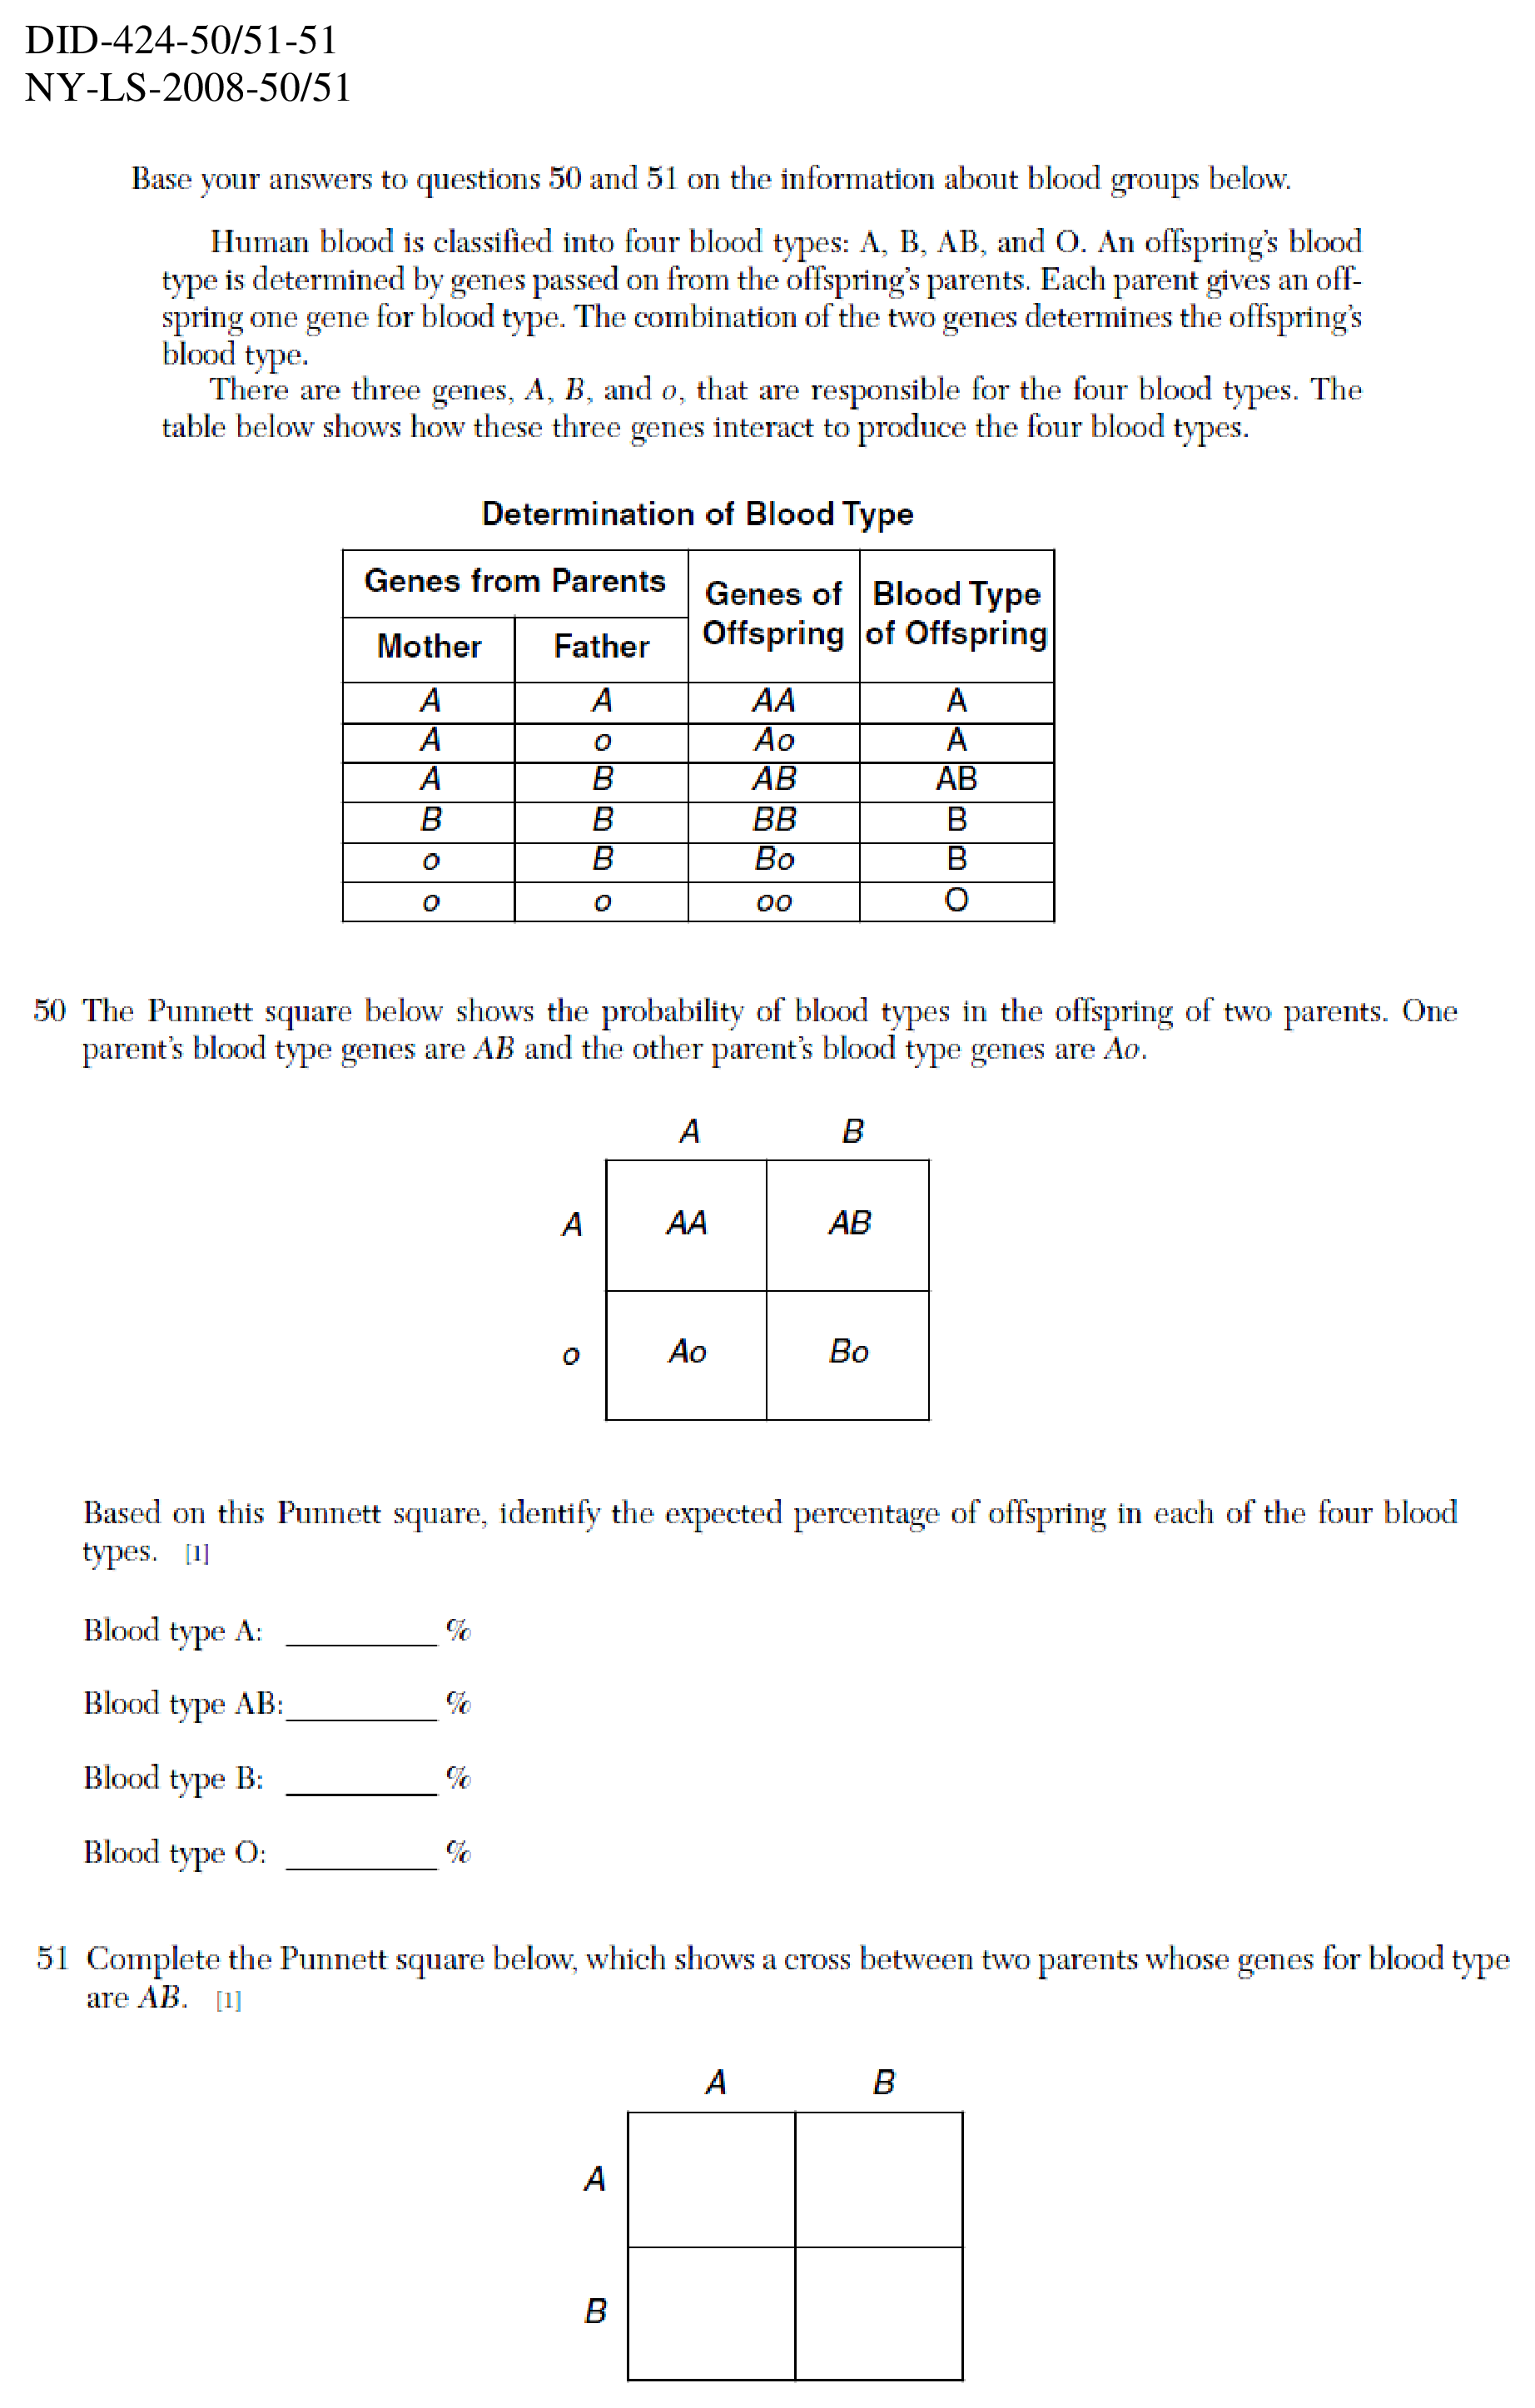 DID-424-50/51-51
NY-LS-2008-50/51
Base your answers to questions 50 and 51 on the information about blood groups below.
Human blood is classified into four blood types: A, B, AB, and O. An offspring's blood
type is determined by genes passed on from the offspring's parents. Each parent gives an off-
spring one gene for blood type. The combination of the two genes determines the offspring's
blood type.
There are three genes, A, B, and o, that are responsible for the four blood types. The
table below shows how these three genes interact to produce the four blood types.
Determination of Blood Type
Genes from Parents
Genes of Offspring
Blood Type of Offspring
Mother Father
A A AA A
A o Ao A
A B AB AB
B B BB B
o B Bo B
o o oo O
50 The Punnett square below shows the probability of blood types in the offspring of two parents. One
parent's blood type genes are AB and the other parent's blood type genes are Ao.
A B
A AA AB
o Ao Bo
Based on this Punnett square, identify the expected percentage of offspring in each of the four blood
types. [1]
Blood type A: %
Blood type AB: %
Blood type B: %
Blood type O: %
51 Complete the Punnett square below, which shows a cross between two parents whose genes for blood type
are AB. [1]
A B
A
B